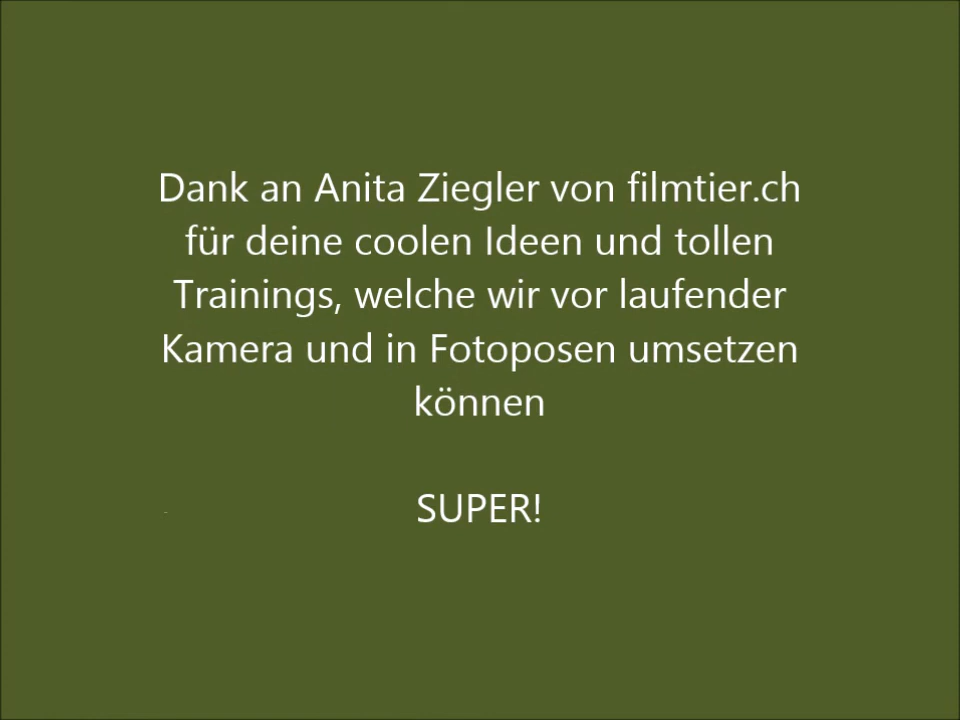 Dank an Anita Ziegler von filmtier.ch
für deine coolen Ideen und tollen
Trainings, welche wir vor laufender
Kamera und in Fotoposen umsetzen
können
SUPER!